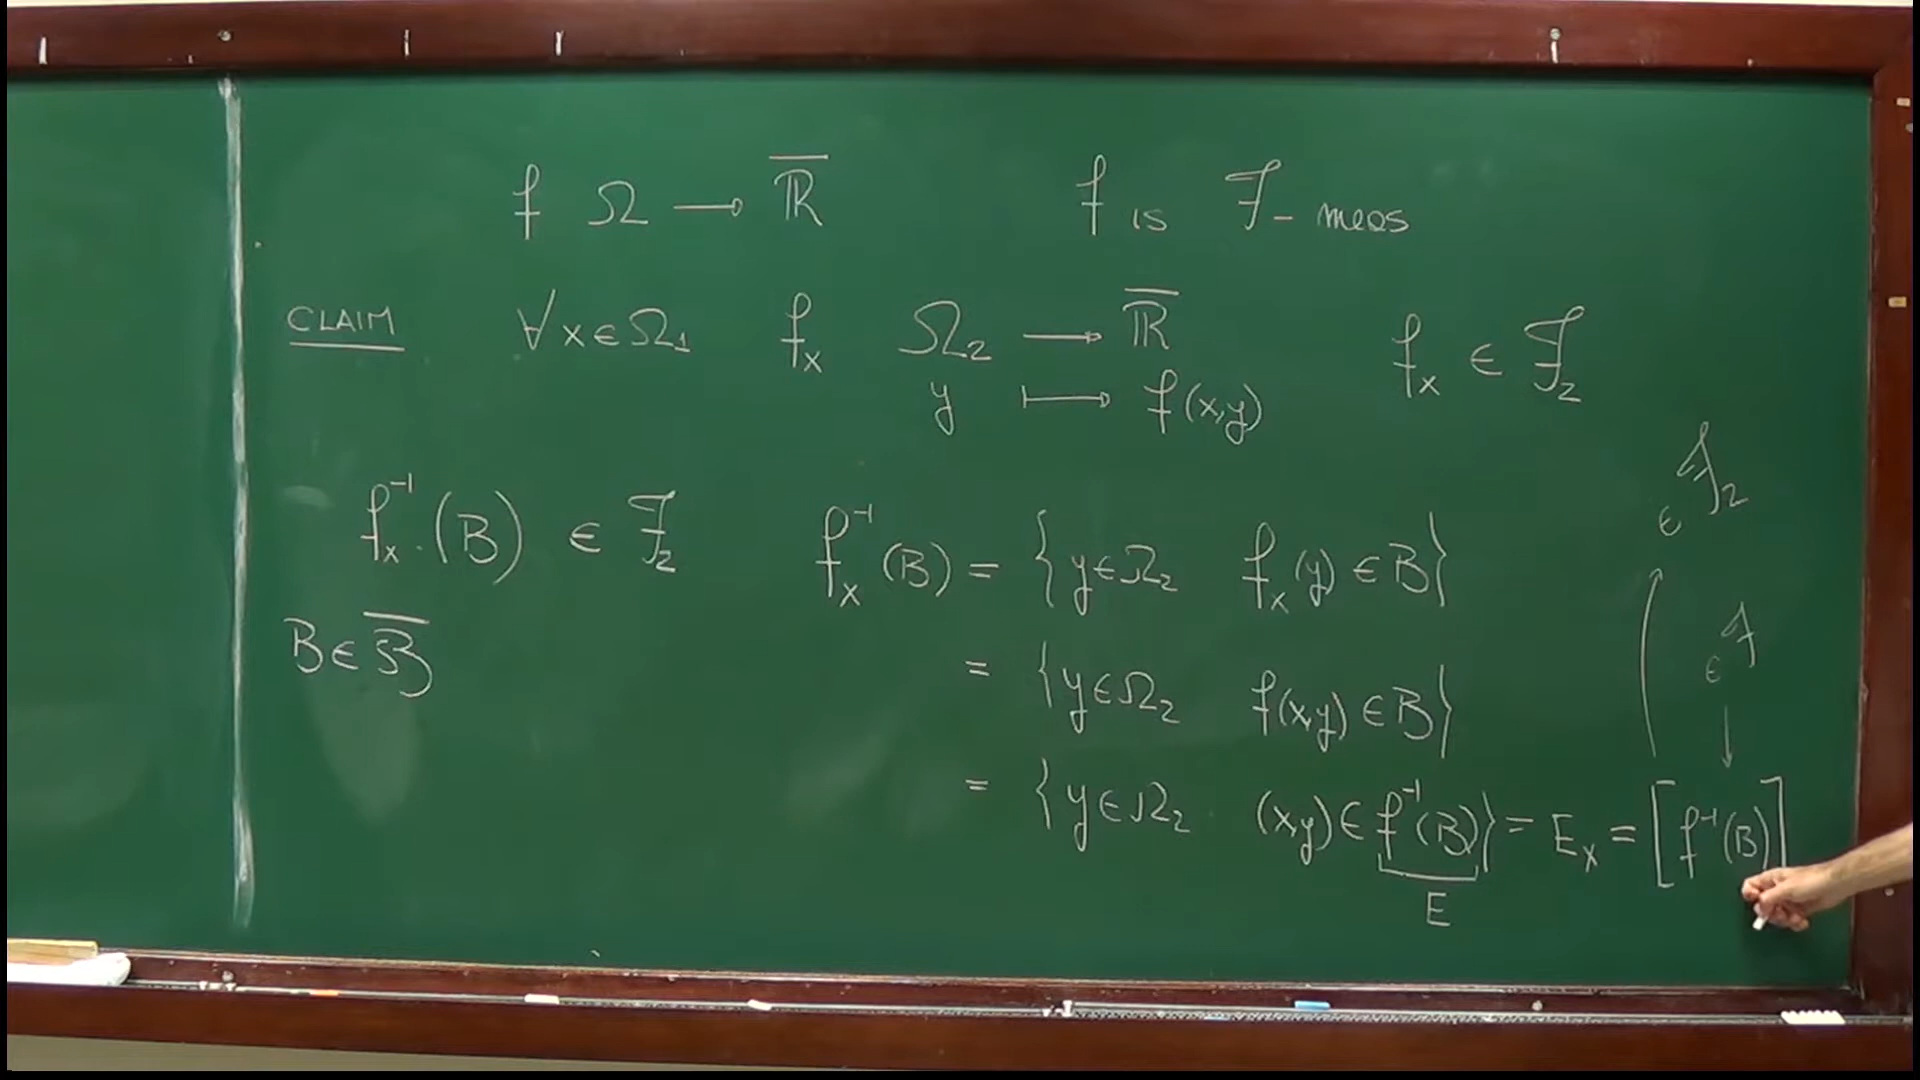 f Ω → ℝ̅    f is ℱ- meas
CLAIM    ∀x∈Ω₁    fₓ    Ω₂ → ℝ̅    fₓ ∈ ℱ₂
y ↦ f(x,y)
fₓ⁻¹(B) ∈ ℱ₂    fₓ⁻¹(B) = {y∈Ω₂    fₓ(y) ∈ B}    ∈ ℱ₂
B ∈ ℬ̅    = {y∈Ω₂    f(x,y) ∈ B}    ∈ ℱ
= {y∈Ω₂    (x,y) ∈ f⁻¹(B)} = Eₓ = [f⁻¹(B)]
E